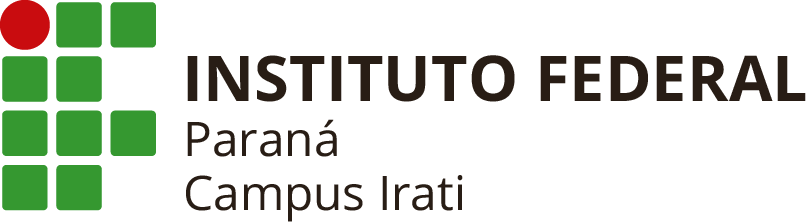 INSTITUTO FEDERAL
Paraná
Campus Irati